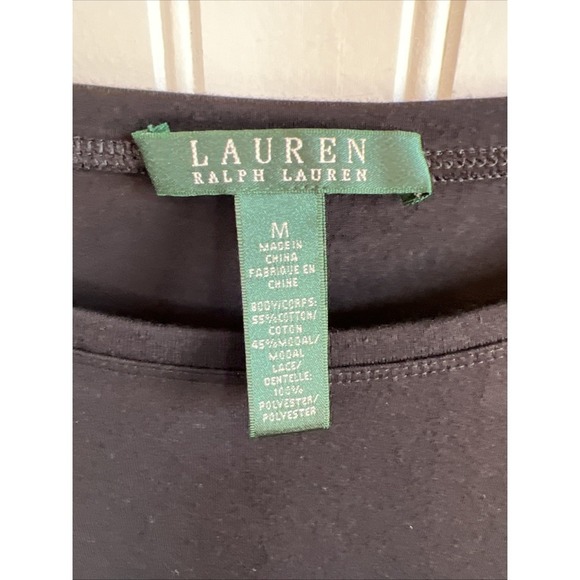 LAUREN
RALPH LAUREN
M
MADE IN
CHINA
FABRIQUE EN
CHINE
BODY/CORPS:
55%COTTON/
COTON
45%MODAL/
MODAL
LACE/
DENTELLE:
100%
POLYESTER/
POLYESTER